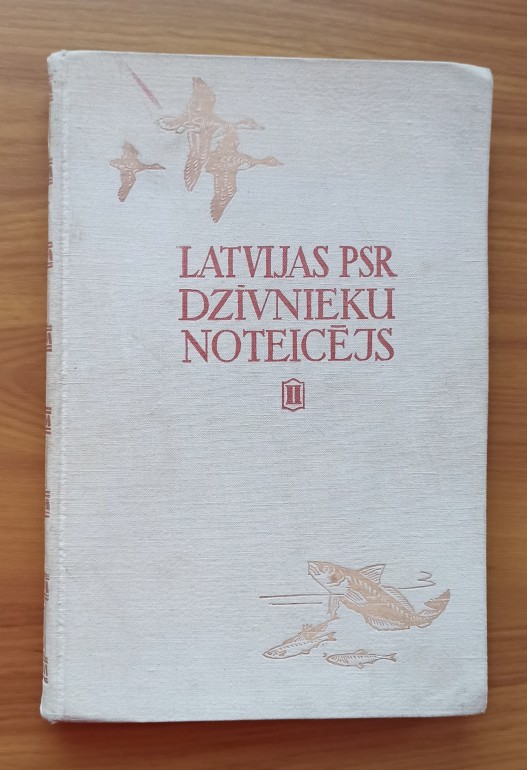 LATVIJAS PSR
DZĪVNIEKU
NOTEICĒJS
II